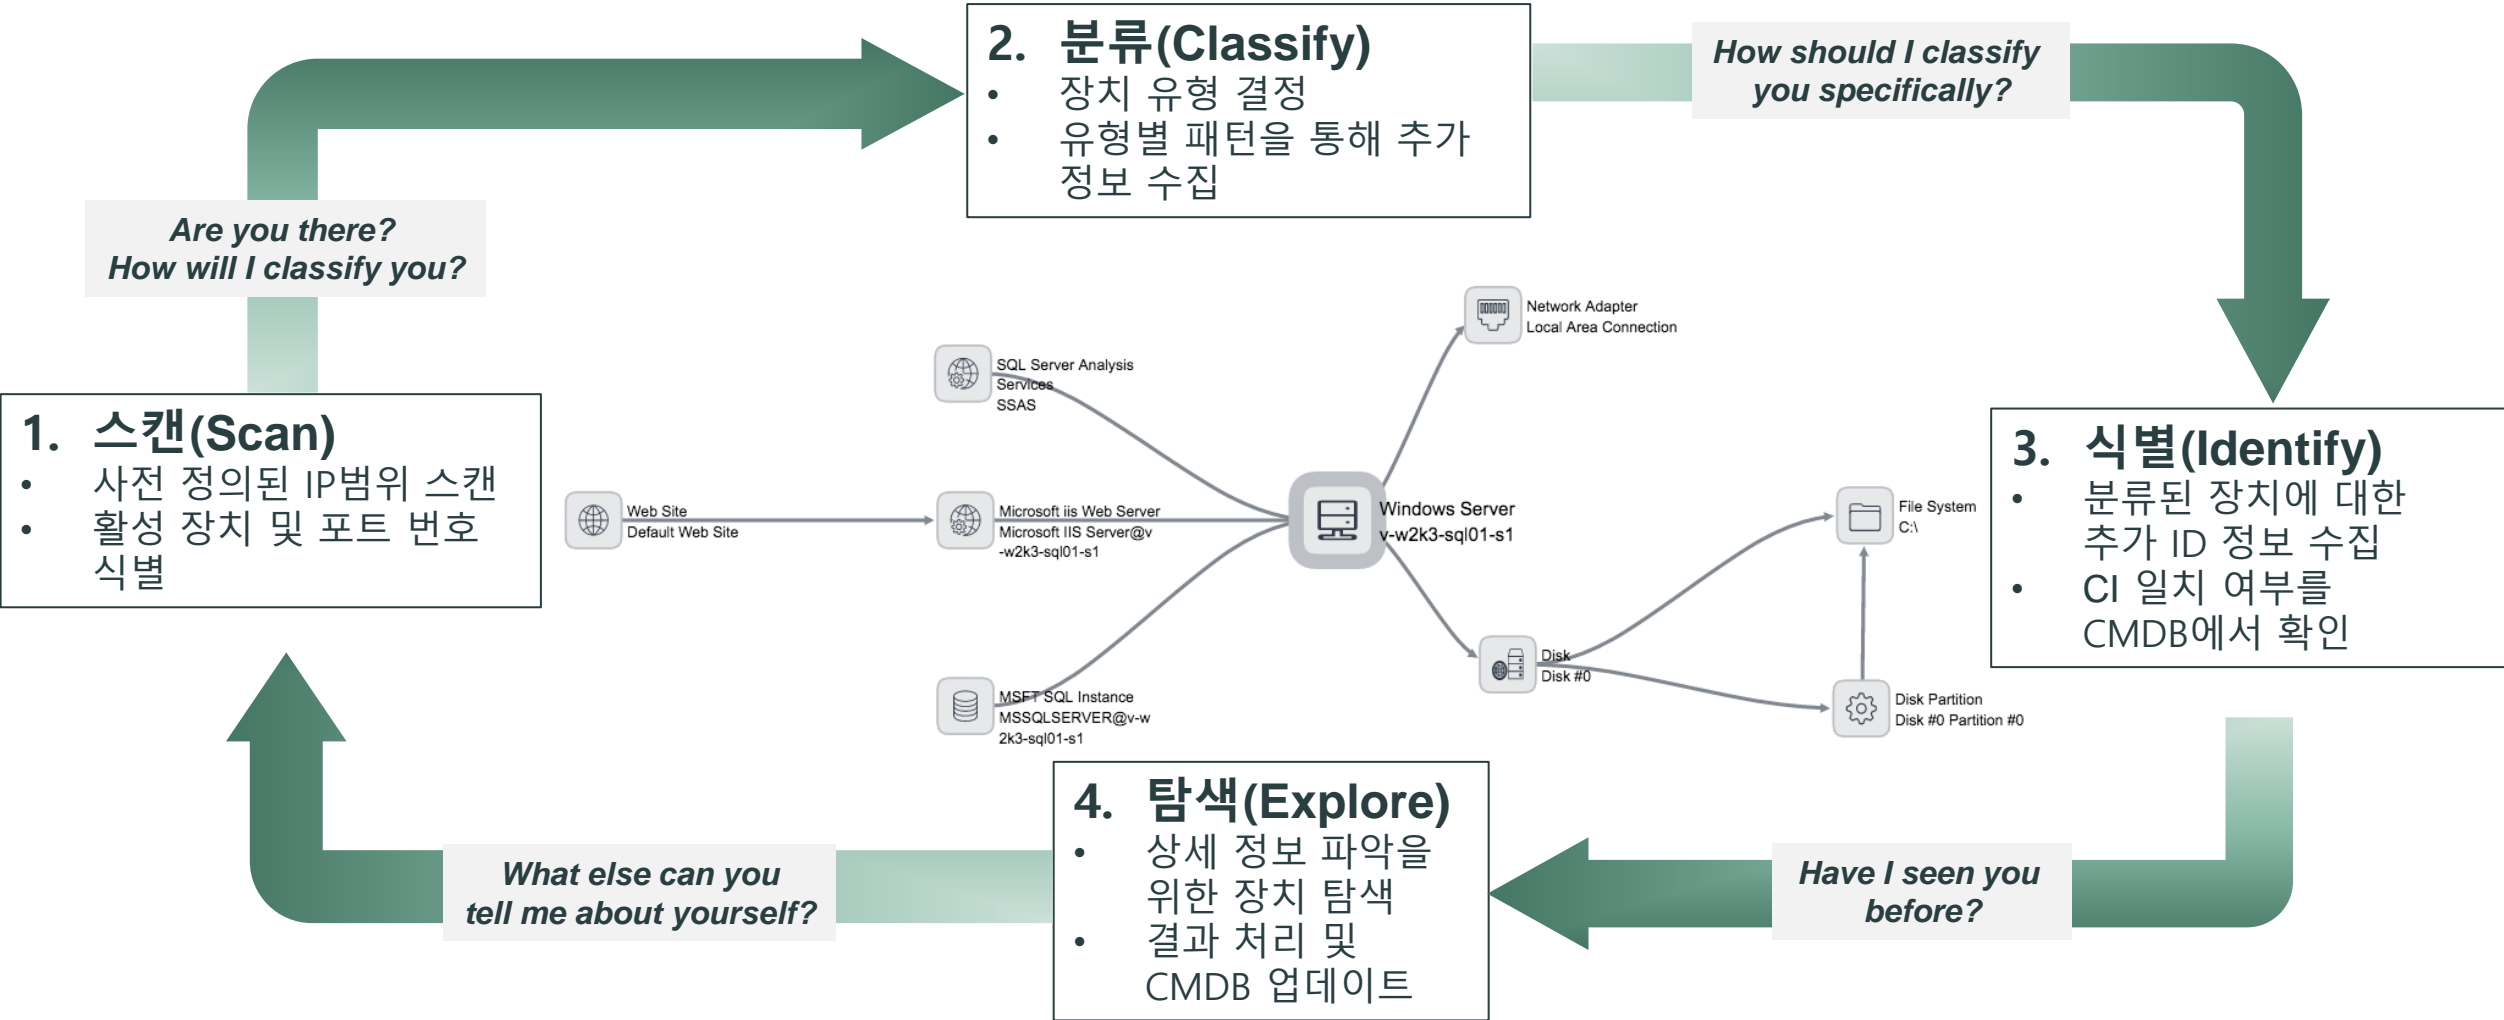 2. 분류(Classify)
• 장치 유형 결정
• 유형별 패턴을 통해 추가
정보 수집
How should I classify
you specifically?
Are you there?
How will I classify you?
1. 스캔(Scan)
• 사전 정의된 IP범위 스캔
• 활성 장치 및 포트 번호
식별
Network Adapter
Local Area Connection
SQL Server Analysis
Services
SSAS
Web Site
Default Web Site
Microsoft iis Web Server
Microsoft IIS Server@v
-w2k3-sql01-s1
Windows Server
v-w2k3-sql01-s1
File System
C:\
Disk
Disk #0
MSFT SQL Instance
MSSQLSERVER@v-w
2k3-sql01-s1
Disk Partition
Disk #0 Partition #0
3. 식별(Identify)
• 분류된 장치에 대한
추가 ID 정보 수집
• CI 일치 여부를
CMDB에서 확인
4. 탐색(Explore)
• 상세 정보 파악을
위한 장치 탐색
• 결과 처리 및
CMDB 업데이트
Have I seen you
before?
What else can you
tell me about yourself?